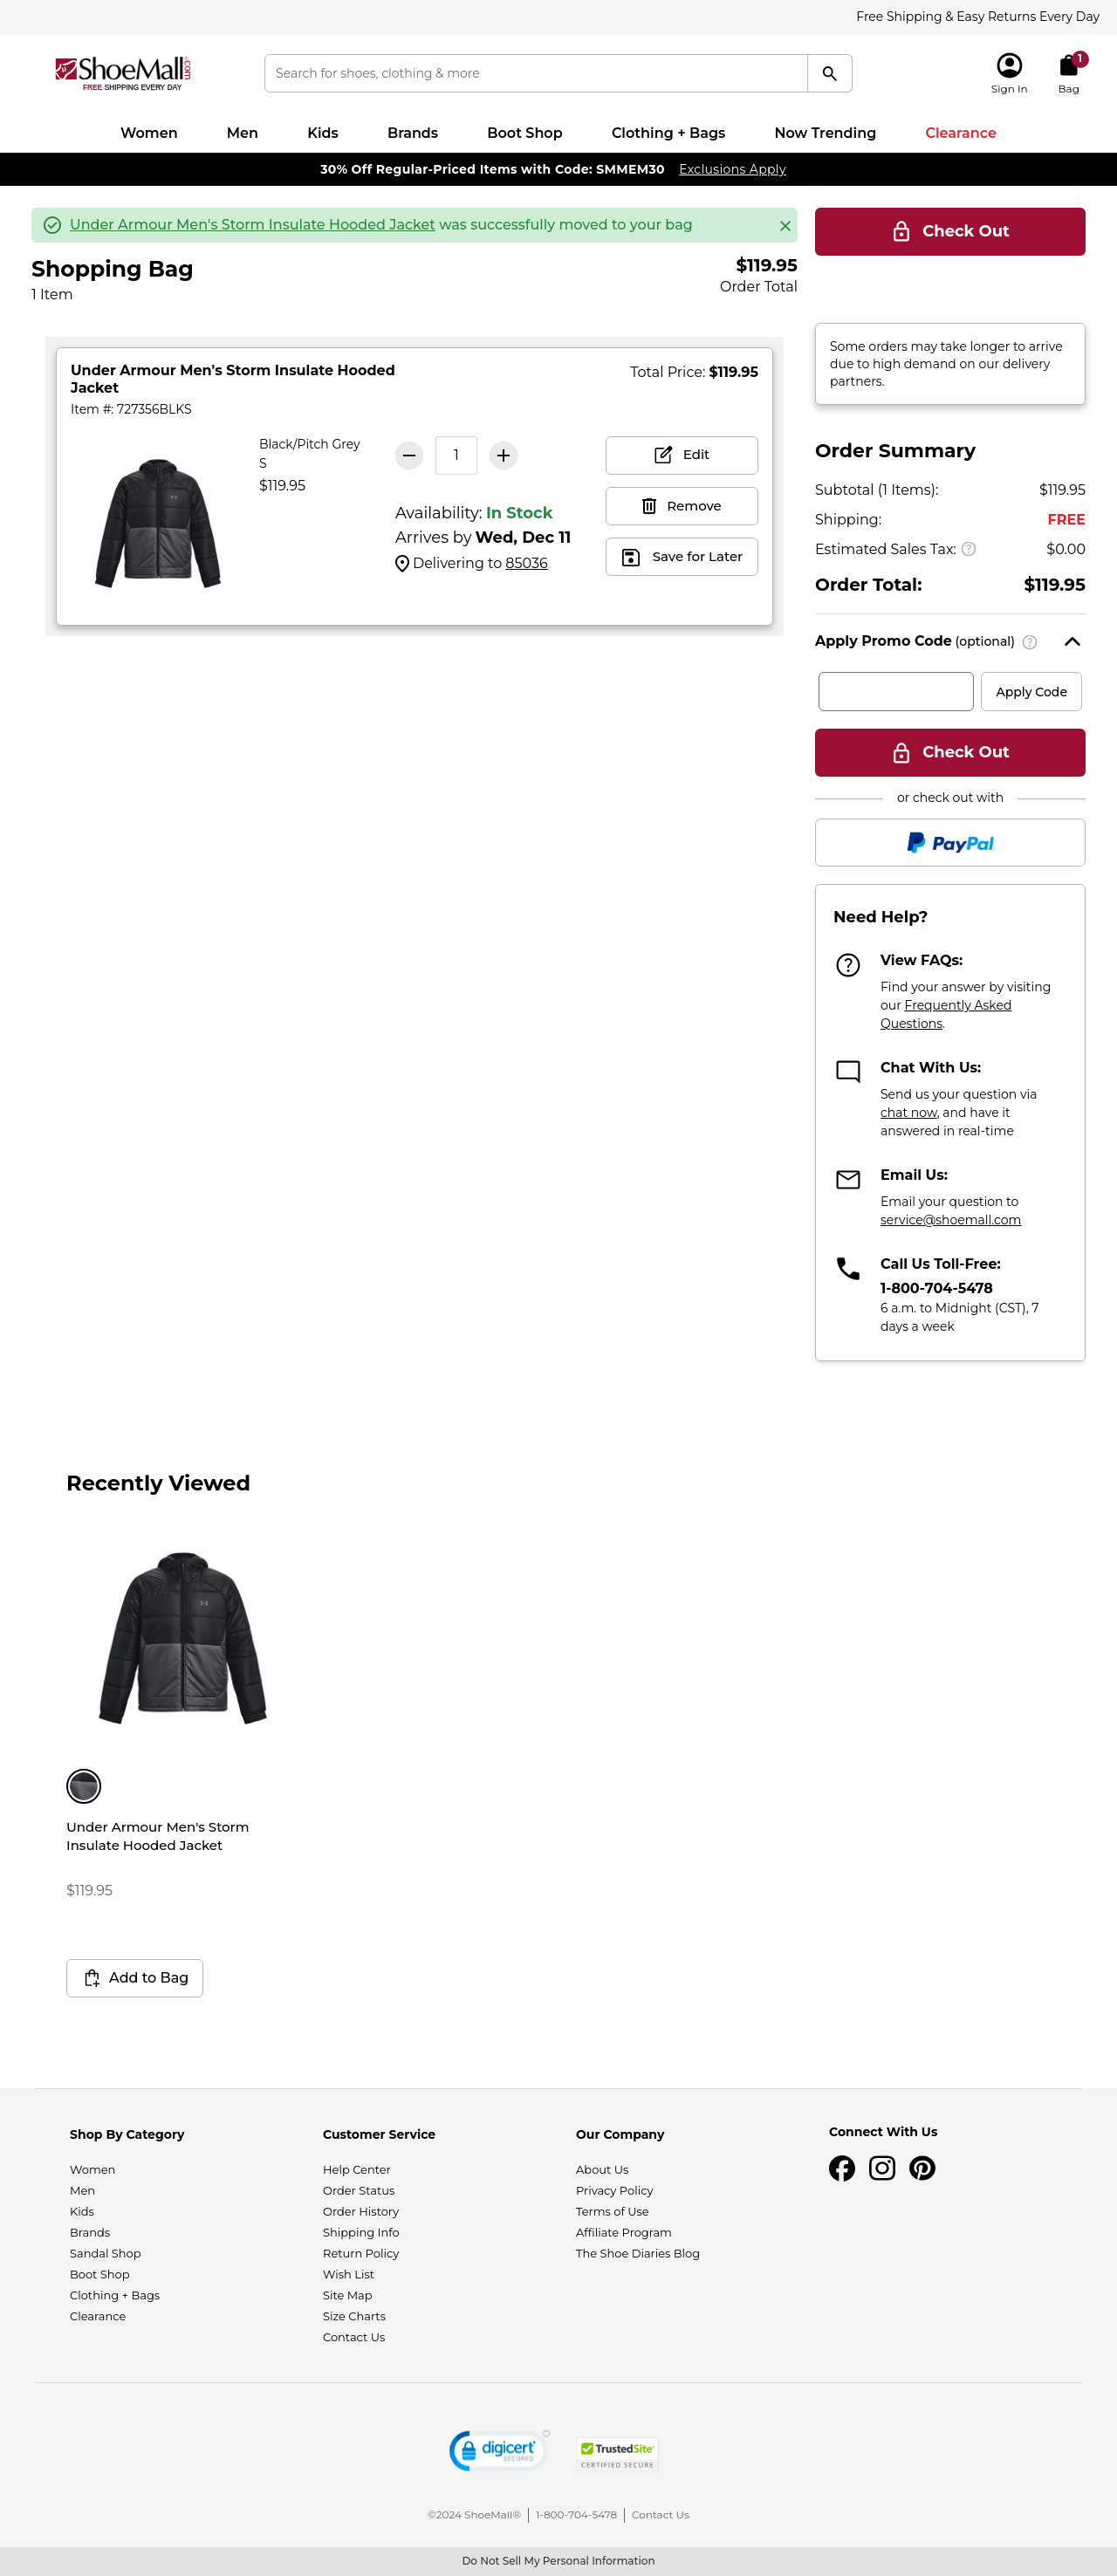 Free Shipping & Easy Returns Every Day
ShoeMall.com
FREE SHIPPING EVERY DAY
Search for shoes, clothing & more
Sign In
1
Bag
Women Men Kids Brands Boot Shop Clothing + Bags Now Trending Clearance
30% Off Regular-Priced Items with Code: SMMEM30 Exclusions Apply
Under Armour Men's Storm Insulate Hooded Jacket was successfully moved to your bag
Check Out
Shopping Bag
1 Item
$119.95
Order Total
Under Armour Men's Storm Insulate Hooded
Jacket
Item #: 727356BLKS
Total Price: $119.95
Black/Pitch Grey
S
$119.95
1
Availability: In Stock
Arrives by Wed, Dec 11
Delivering to 85036
Edit
Remove
Save for Later
Some orders may take longer to arrive
due to high demand on our delivery
partners.
Order Summary
Subtotal (1 Items): $119.95
Shipping: FREE
Estimated Sales Tax: $0.00
Order Total: $119.95
Apply Promo Code (optional)
Apply Code
Check Out
or check out with
PayPal
Need Help?
View FAQs:
Find your answer by visiting
our Frequently Asked
Questions.
Chat With Us:
Send us your question via
chat now, and have it
answered in real-time
Email Us:
Email your question to
service@shoemall.com
Call Us Toll-Free:
1-800-704-5478
6 a.m. to Midnight (CST), 7
days a week
Recently Viewed
Under Armour Men's Storm
Insulate Hooded Jacket
$119.95
Add to Bag
Shop By Category
Women
Men
Kids
Brands
Sandal Shop
Boot Shop
Clothing + Bags
Clearance
Customer Service
Help Center
Order Status
Order History
Shipping Info
Return Policy
Wish List
Site Map
Size Charts
Contact Us
Our Company
About Us
Privacy Policy
Terms of Use
Affiliate Program
The Shoe Diaries Blog
Connect With Us
digicert
SECURED
TrustedSite
CERTIFIED SECURE
©2024 ShoeMall® | 1-800-704-5478 | Contact Us
Do Not Sell My Personal Information